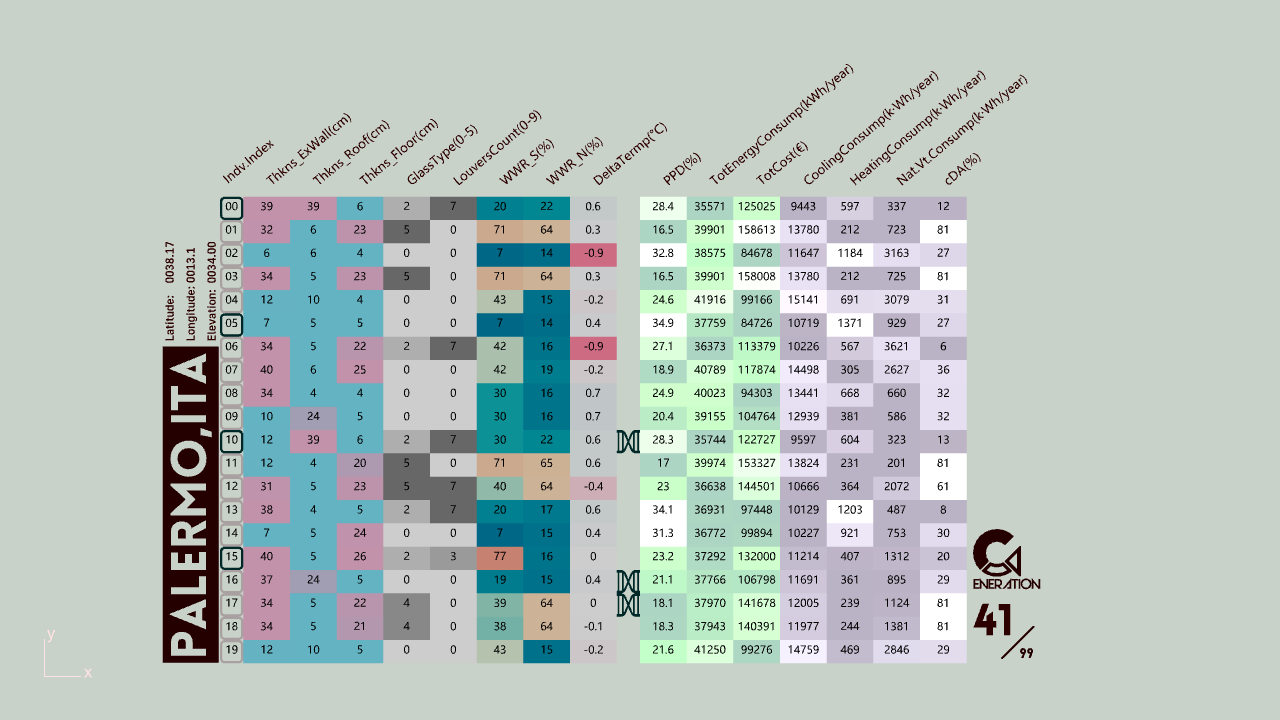 Indv.Index Thkns_ExWall(cm) Thkns_Roof(cm) Thkns_Floor(cm) GlassType(0-5) LouversCount(0-9) WWR_S(%) WWR_N(%) DeltaTermp(°C) PPD(%) TotEnergyConsump(kWh/year) TotCost(€) CoolingConsump(k·Wh/year) HeatingConsump(k·Wh/year) Nat.Vt.Consump(k·Wh/year) cDA(%)
00 39 39 6 2 7 20 22 0.6 28.4 35571 125025 9443 597 337 12
01 32 6 23 5 0 71 64 0.3 16.5 39901 158613 13780 212 723 81
02 6 6 4 0 0 7 14 -0.9 32.8 38575 84678 11647 1184 3163 27
03 34 5 23 5 0 71 64 0.3 16.5 39901 158008 13780 212 725 81
04 12 10 4 0 0 43 15 -0.2 24.6 41916 99166 15141 691 3079 31
05 7 5 5 0 0 7 14 0.4 34.9 37759 84726 10719 1371 929 27
06 34 5 22 2 7 42 16 -0.9 27.1 36373 113379 10226 567 3621 6
07 40 6 25 0 0 42 19 -0.2 18.9 40789 117874 14498 305 2627 36
08 34 4 4 0 0 30 16 0.7 24.9 40023 94303 13441 668 660 32
09 10 24 5 0 0 30 16 0.7 20.4 39155 104764 12939 381 586 32
10 12 39 6 2 7 30 22 0.6 28.3 35744 122727 9597 604 323 13
11 12 4 20 5 0 71 65 0.6 17 39974 153327 13824 231 201 81
12 31 5 23 5 7 40 64 -0.4 23 36638 144501 10666 364 2072 61
13 38 4 5 2 7 20 17 0.6 34.1 36931 97448 10129 1203 487 8
14 7 5 24 0 0 7 15 0.4 31.3 36772 99894 10227 921 753 30
15 40 5 26 2 3 77 16 0 23.2 37292 132000 11214 407 1312 20
16 37 24 5 0 0 19 15 0.4 21.1 37766 106798 11691 361 895 29
17 34 5 22 4 0 39 64 0 18.1 37970 141678 12005 239 1124 81
18 34 5 21 4 0 38 64 -0.1 18.3 37943 140391 11977 244 1381 81
19 12 10 5 0 0 43 15 -0.2 21.6 41250 99276 14759 469 2846 29
Latitude: 0038.17
Longitude: 0013.1
Elevation: 0034.00
PALERMO,ITA
G
ENERATION
41/99
y
x